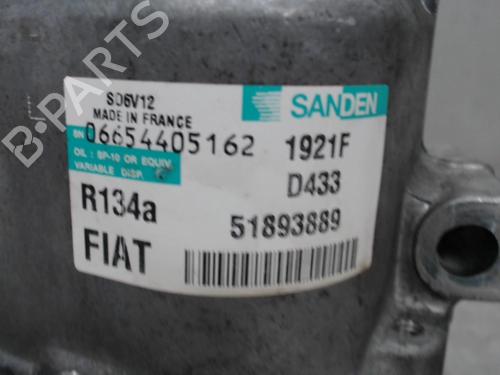 B-PARTS
SD6V12
MADE IN FRANCE
SANDEN
SN 06654405162
1921F
OIL : SP-10 OR EQUIV.
VARIABLE DISP.
D433
R134a
51893889
FIAT